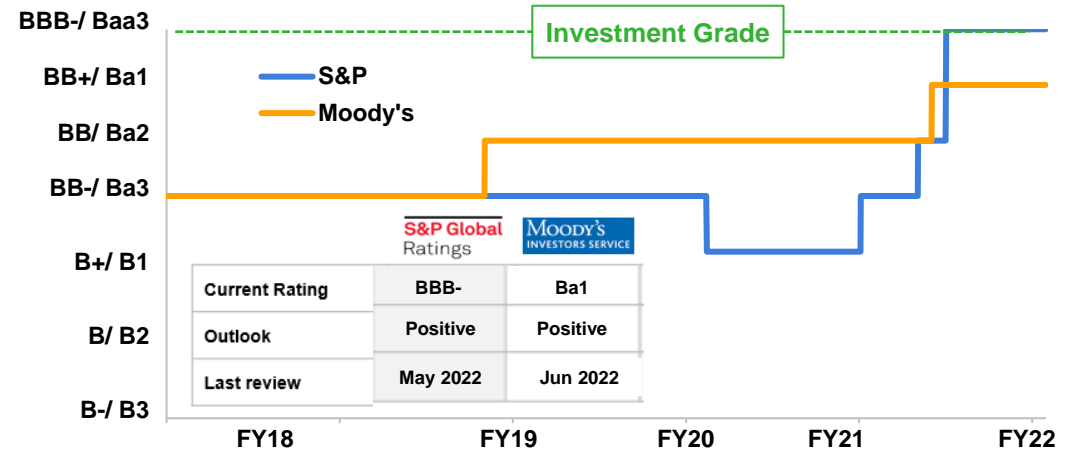 BBB-/ Baa3
Investment Grade
BB+/ Ba1
S&P
Moody's
BB/ Ba2
BB-/ Ba3
S&P Global
Ratings
MOODY'S
INVESTORS SERVICE
B+/ B1
Current Rating BBB- Ba1
Outlook Positive Positive
B/ B2
Last review May 2022 Jun 2022
B-/ B3
FY18 FY19 FY20 FY21 FY22